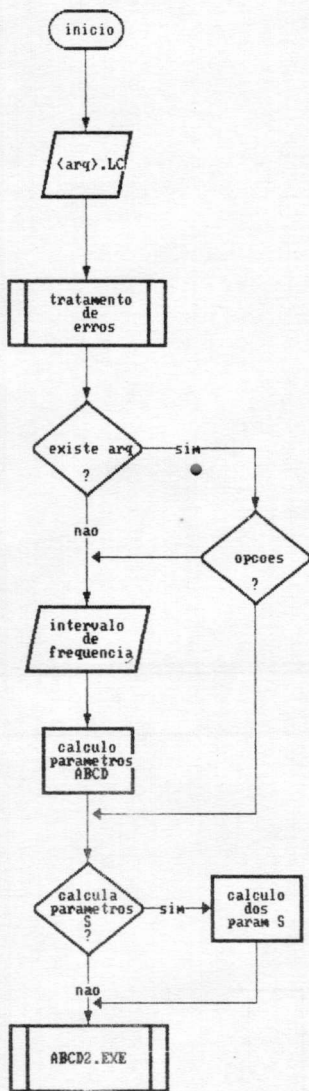 inicio
<arq>.LC
tratamento
de
erros
existe arq
?
sim
nao
opcoes
?
intervalo
de
frequencia
calculo
parametros
ABCD
calcula
parametros
S
?
sim
calculo
dos
param S
nao
ABCD2.EXE